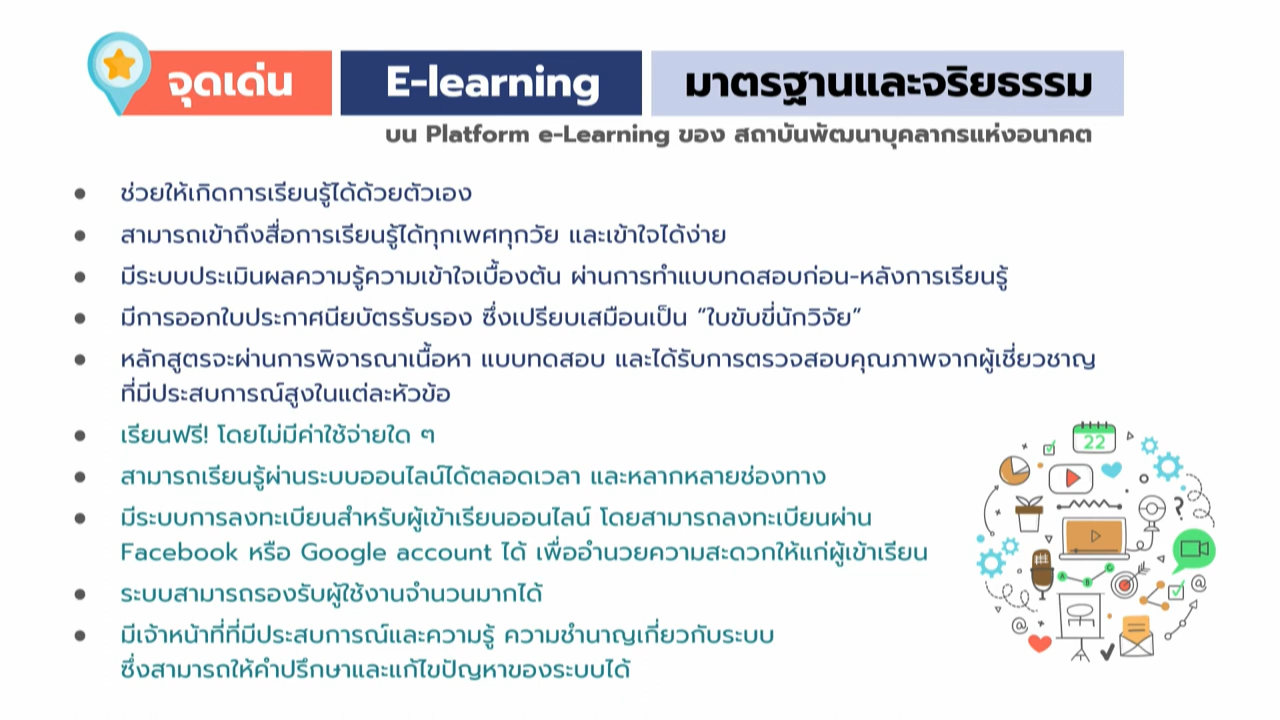 จุดเด่น E-learning มาตรฐานและจริยธรรม
บน Platform e-Learning ของ สถาบันพัฒนาบุคลากรแห่งอนาคต
● ช่วยให้เกิดการเรียนรู้ได้ด้วยตัวเอง
● สามารถเข้าถึงสื่อการเรียนรู้ได้ทุกเพศทุกวัย และเข้าใจได้ง่าย
● มีระบบประเมินผลความรู้ความเข้าใจเบื้องต้น ผ่านการทำแบบทดสอบก่อน-หลังการเรียนรู้
● มีการออกใบประกาศนียบัตรรับรอง ซึ่งเปรียบเสมือนเป็น “ใบขับขี่นักวิจัย”
● หลักสูตรจะผ่านการพิจารณาเนื้อหา แบบทดสอบ และได้รับการตรวจสอบคุณภาพจากผู้เชี่ยวชาญ
ที่มีประสบการณ์สูงในแต่ละหัวข้อ
● เรียนฟรี! โดยไม่มีค่าใช้จ่ายใด ๆ
● สามารถเรียนรู้ผ่านระบบออนไลน์ได้ตลอดเวลา และหลากหลายช่องทาง
● มีระบบการลงทะเบียนสำหรับผู้เข้าเรียนออนไลน์ โดยสามารถลงทะเบียนผ่าน
Facebook หรือ Google account ได้ เพื่ออำนวยความสะดวกให้แก่ผู้เข้าเรียน
● ระบบสามารถรองรับผู้ใช้งานจำนวนมากได้
● มีเจ้าหน้าที่ที่มีประสบการณ์และความรู้ ความชำนาญเกี่ยวกับระบบ
ซึ่งสามารถให้คำปรึกษาและแก้ไขปัญหาของระบบได้
22
?
@
A B C
@